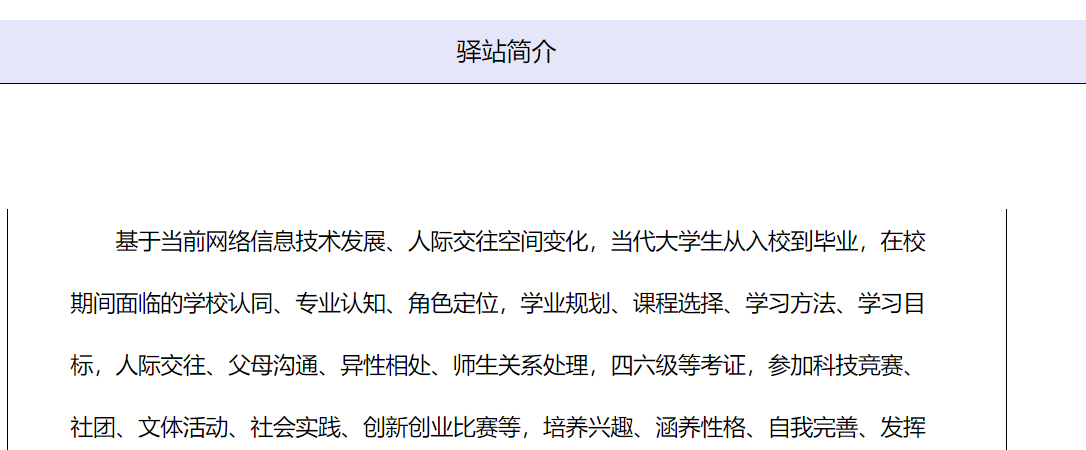 驿站简介
基于当前网络信息技术发展、人际交往空间变化，当代大学生从入校到毕业，在校
期间面临的学校认同、专业认知、角色定位，学业规划、课程选择、学习方法、学习目
标，人际交往、父母沟通、异性相处、师生关系处理，四六级等考证，参加科技竞赛、
社团、文体活动、社会实践、创新创业比赛等，培养兴趣、涵养性格、自我完善、发挥